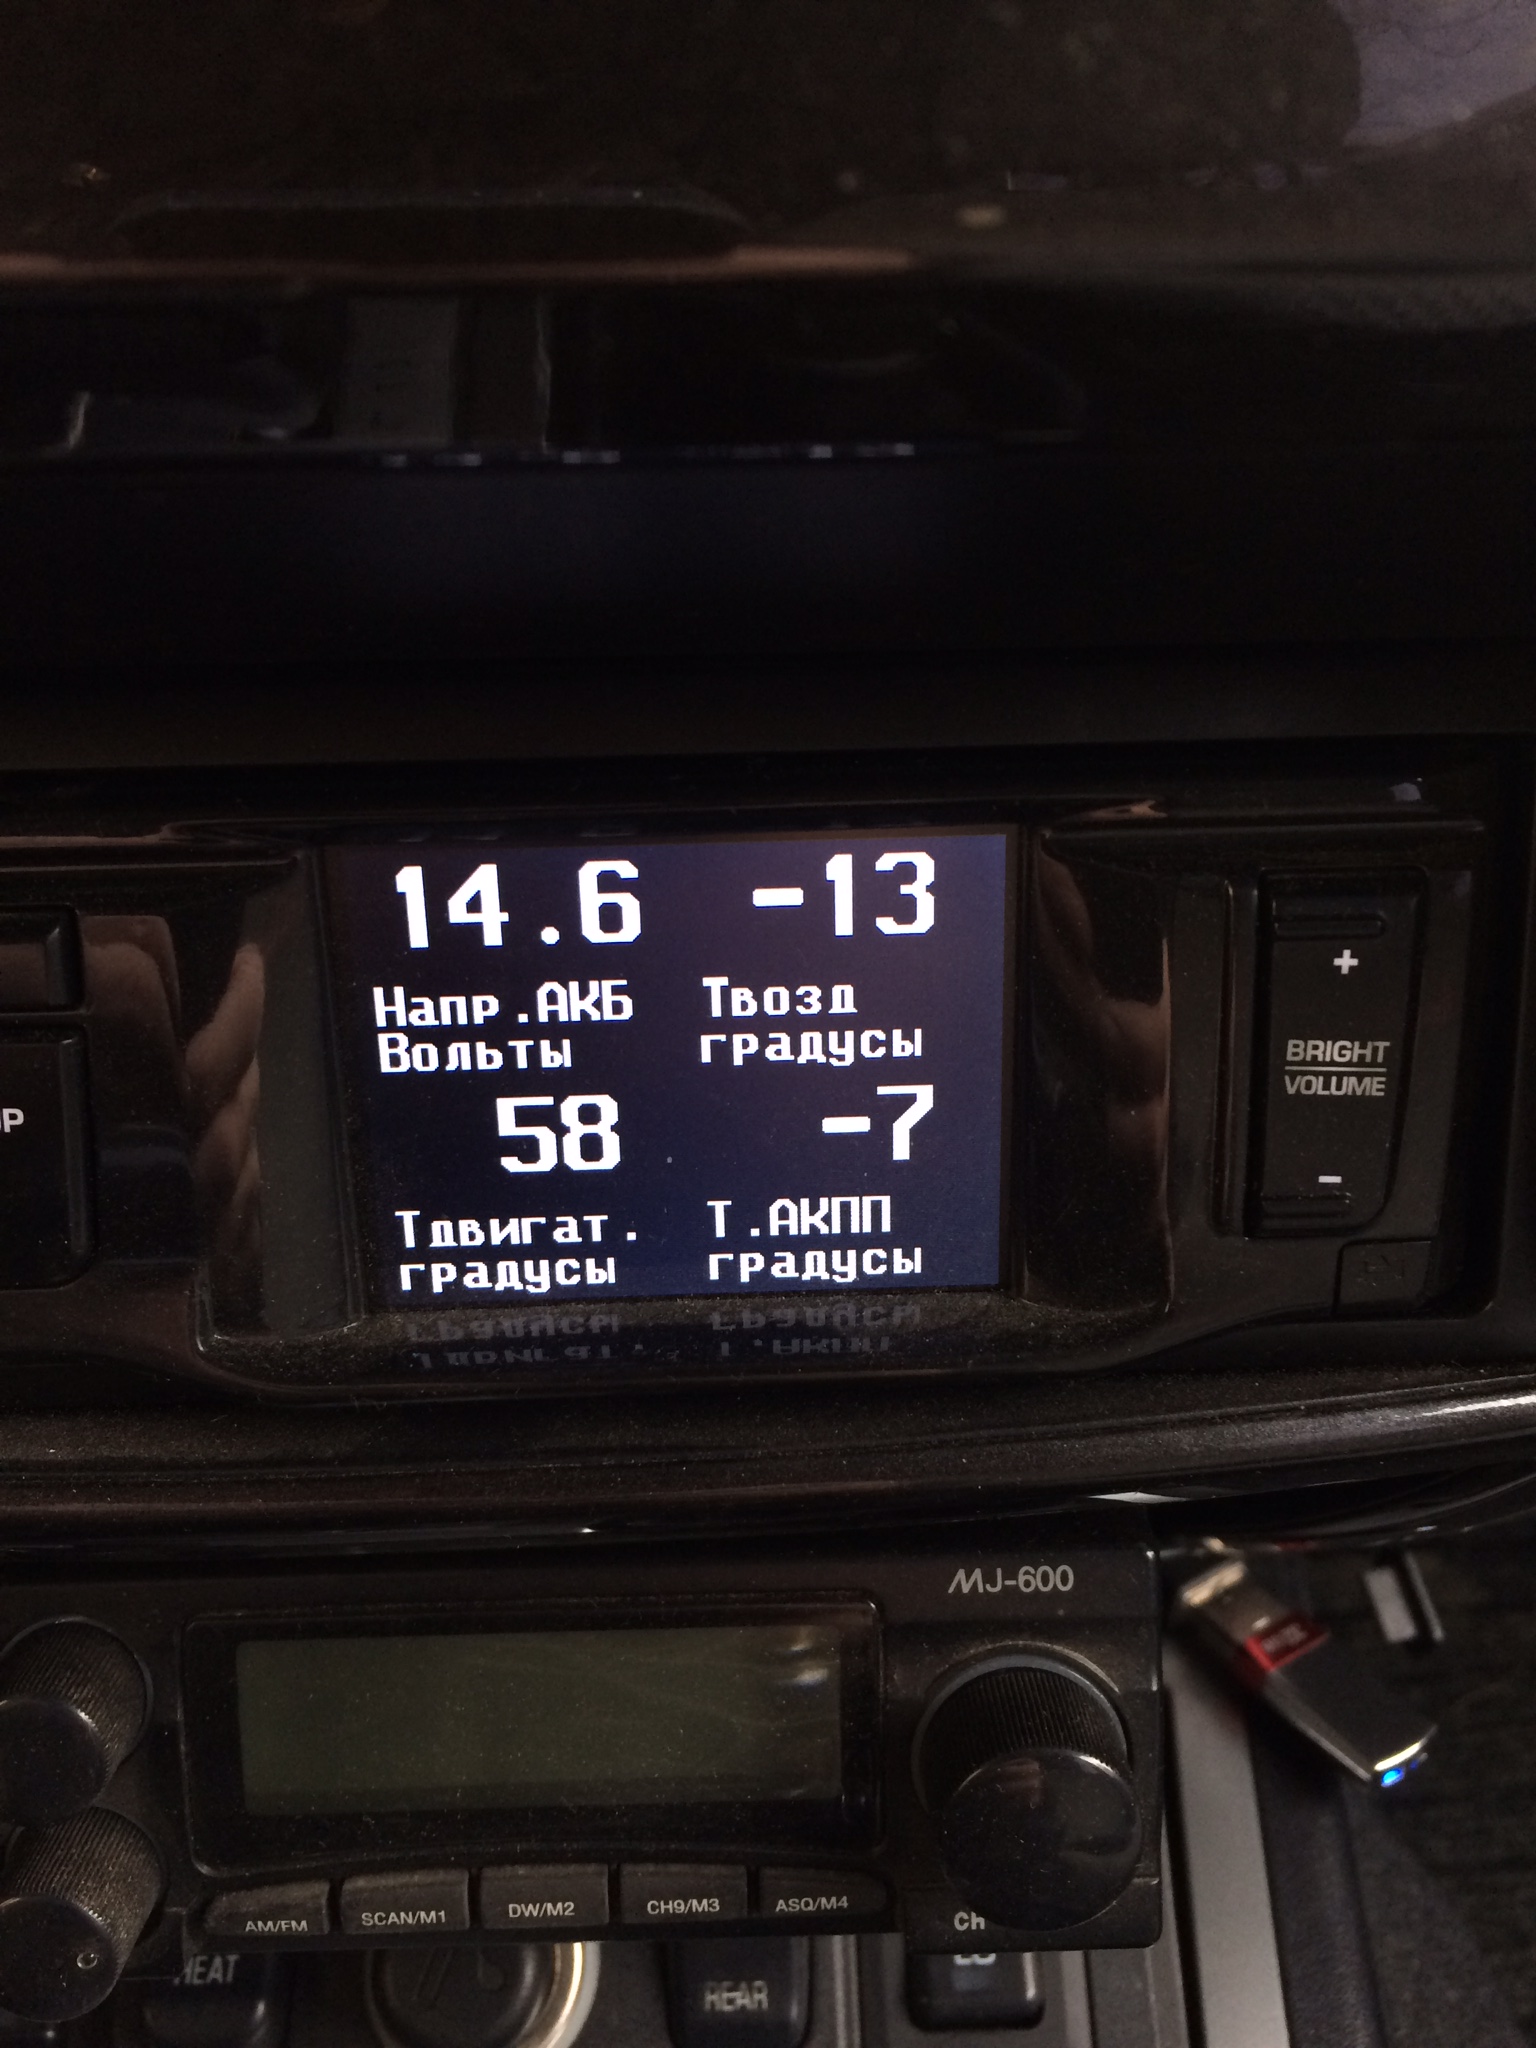 14.6 -13
Напр.АКБ Твозд
Вольты градусы
58 -7
Тдвигат. Т.АКПП
градусы градусы
+
BRIGHT
VOLUME
-
MJ-600
AM/FM SCAN/M1 DW/M2 CH9/M3 ASQ/M4
CH
HEAT
REAR